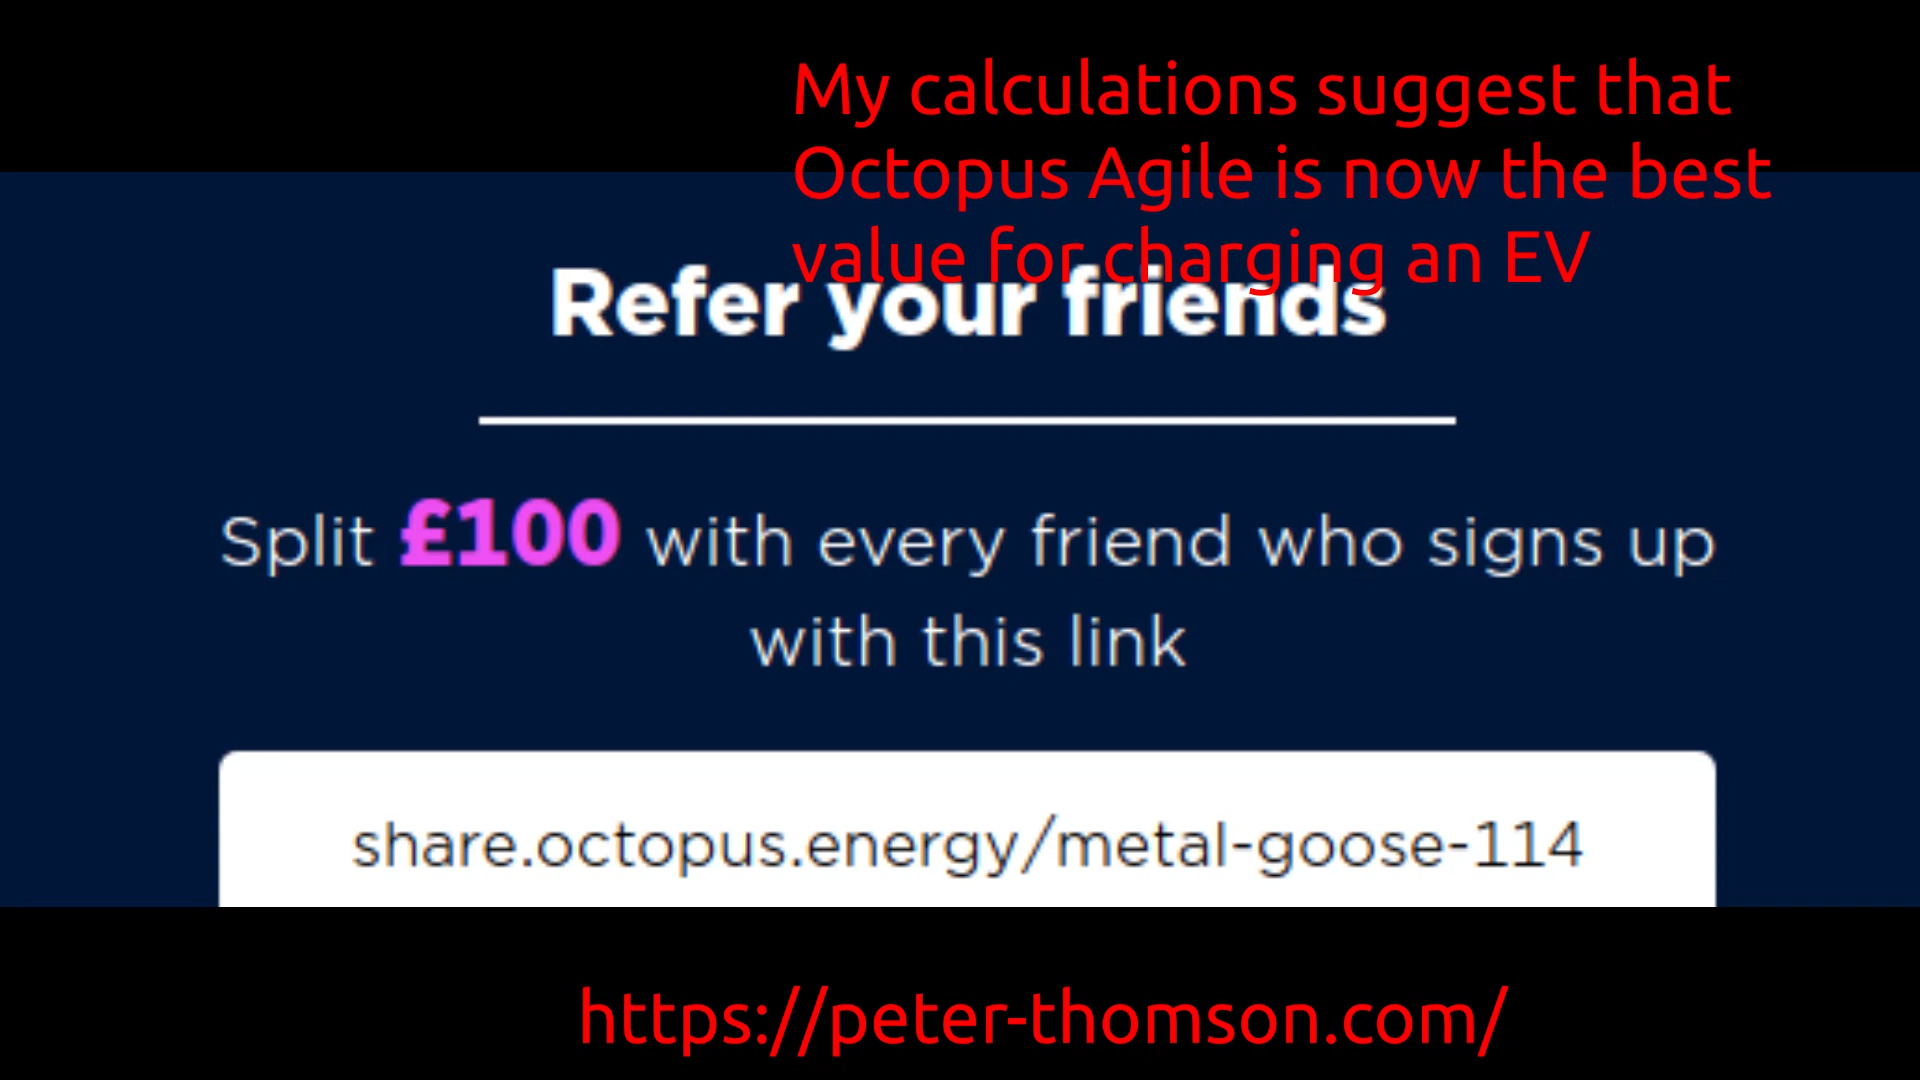 My calculations suggest that
Octopus Agile is now the best
value for charging an EV
Refer your friends
Split £100 with every friend who signs up
with this link
share.octopus.energy/metal-goose-114
https://peter-thomson.com/